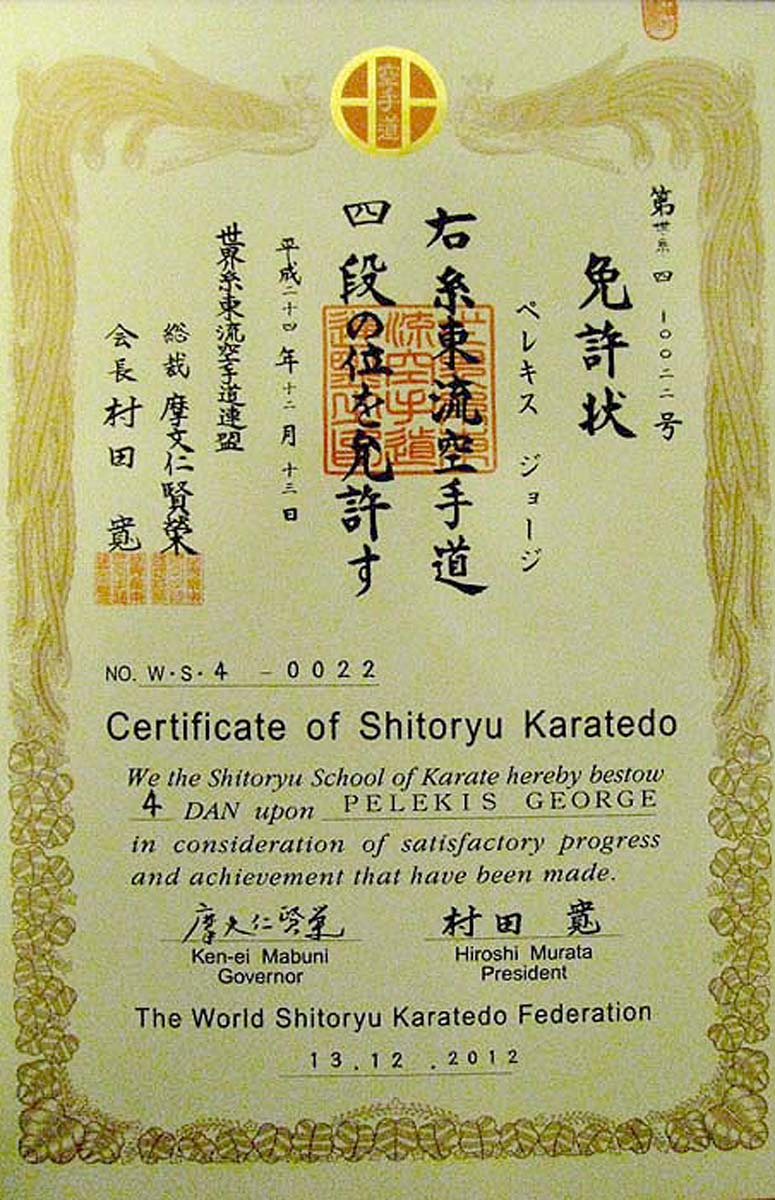 空手道
第世糸四一〇〇二二号
免許状
ペレキス ジョージ
右糸東流空手道
四段の位を允許す
平成二十四年十二月十三日
世界糸東流空手道連盟
総裁 摩文仁賢榮
会長 村田寛
NO. W·S·4 - 0022
Certificate of Shitoryu Karatedo
We the Shitoryu School of Karate hereby bestow
4 DAN upon PELEKIS GEORGE
in consideration of satisfactory progress
and achievement that have been made.
摩文仁賢榮 村田 寛
Ken-ei Mabuni Hiroshi Murata
Governor President
The World Shitoryu Karatedo Federation
13.12.2012